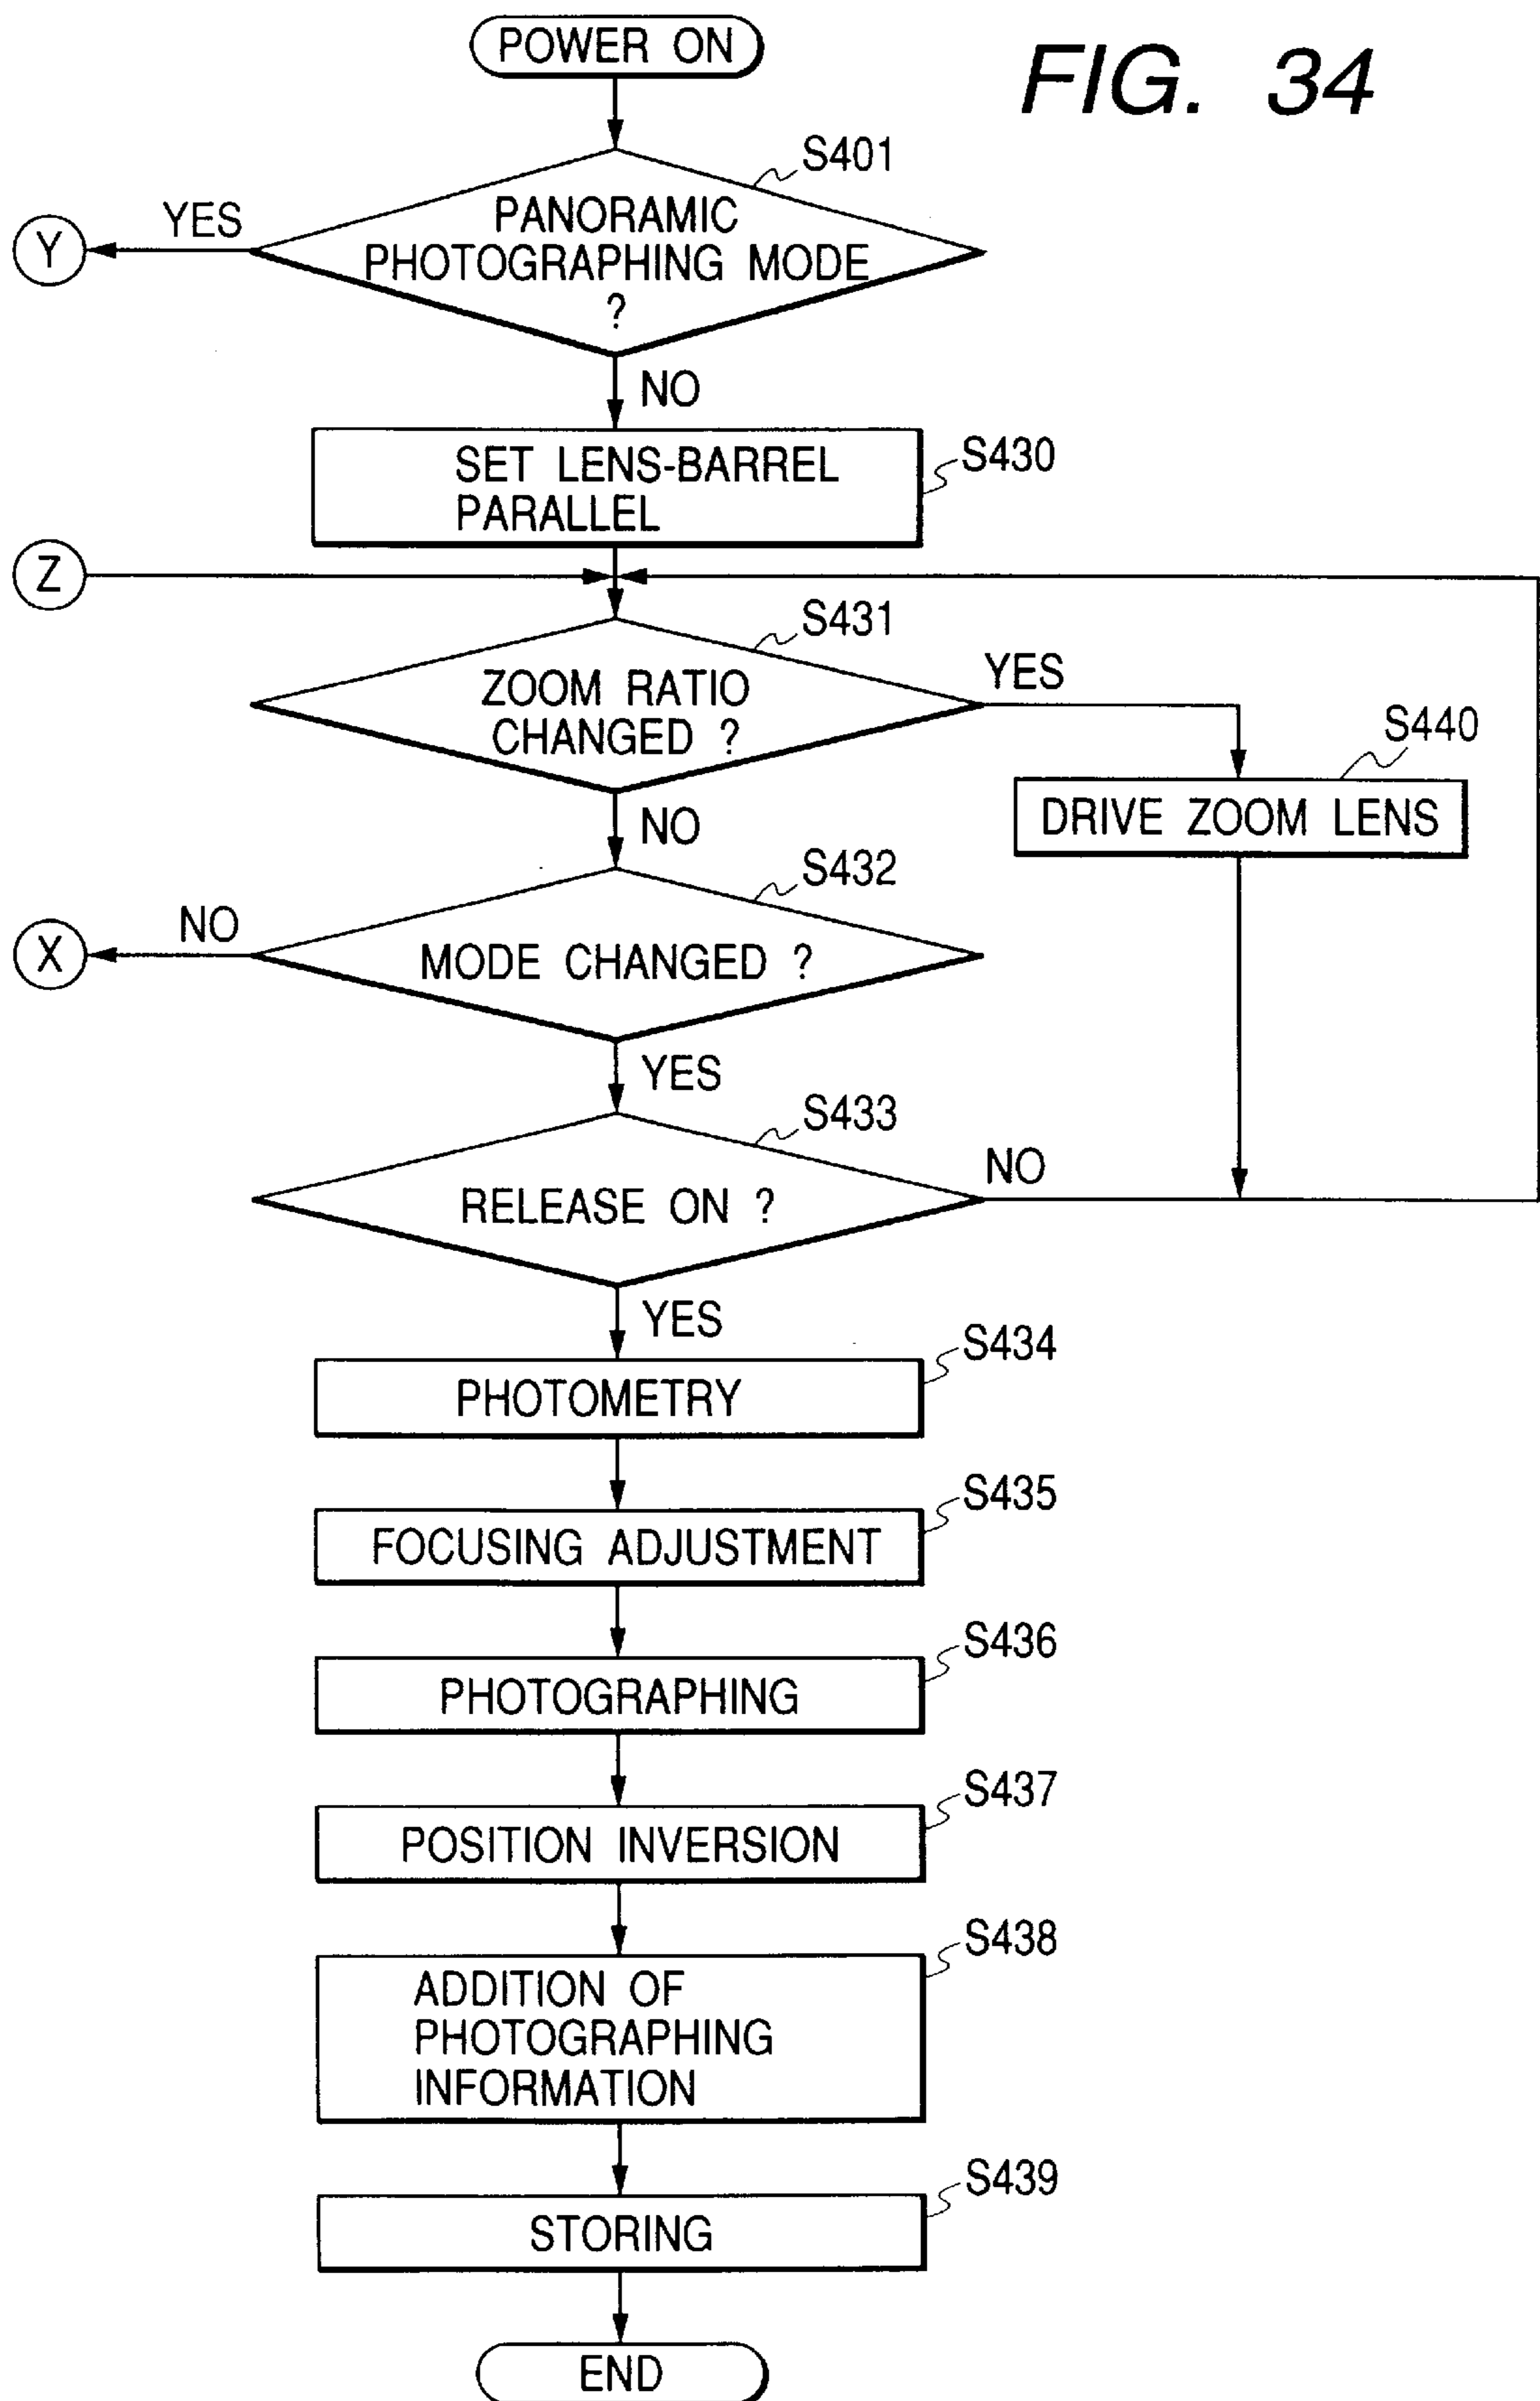 POWER ON
FIG. 34
S401
PANORAMIC
PHOTOGRAPHING MODE
?
YES
Y
NO
SET LENS-BARREL
PARALLEL
S430
Z
S431
ZOOM RATIO
CHANGED ?
YES
S440
DRIVE ZOOM LENS
NO
S432
MODE CHANGED ?
NO
X
YES
S433
RELEASE ON ?
NO
YES
S434
PHOTOMETRY
S435
FOCUSING ADJUSTMENT
S436
PHOTOGRAPHING
S437
POSITION INVERSION
S438
ADDITION OF
PHOTOGRAPHING
INFORMATION
S439
STORING
END